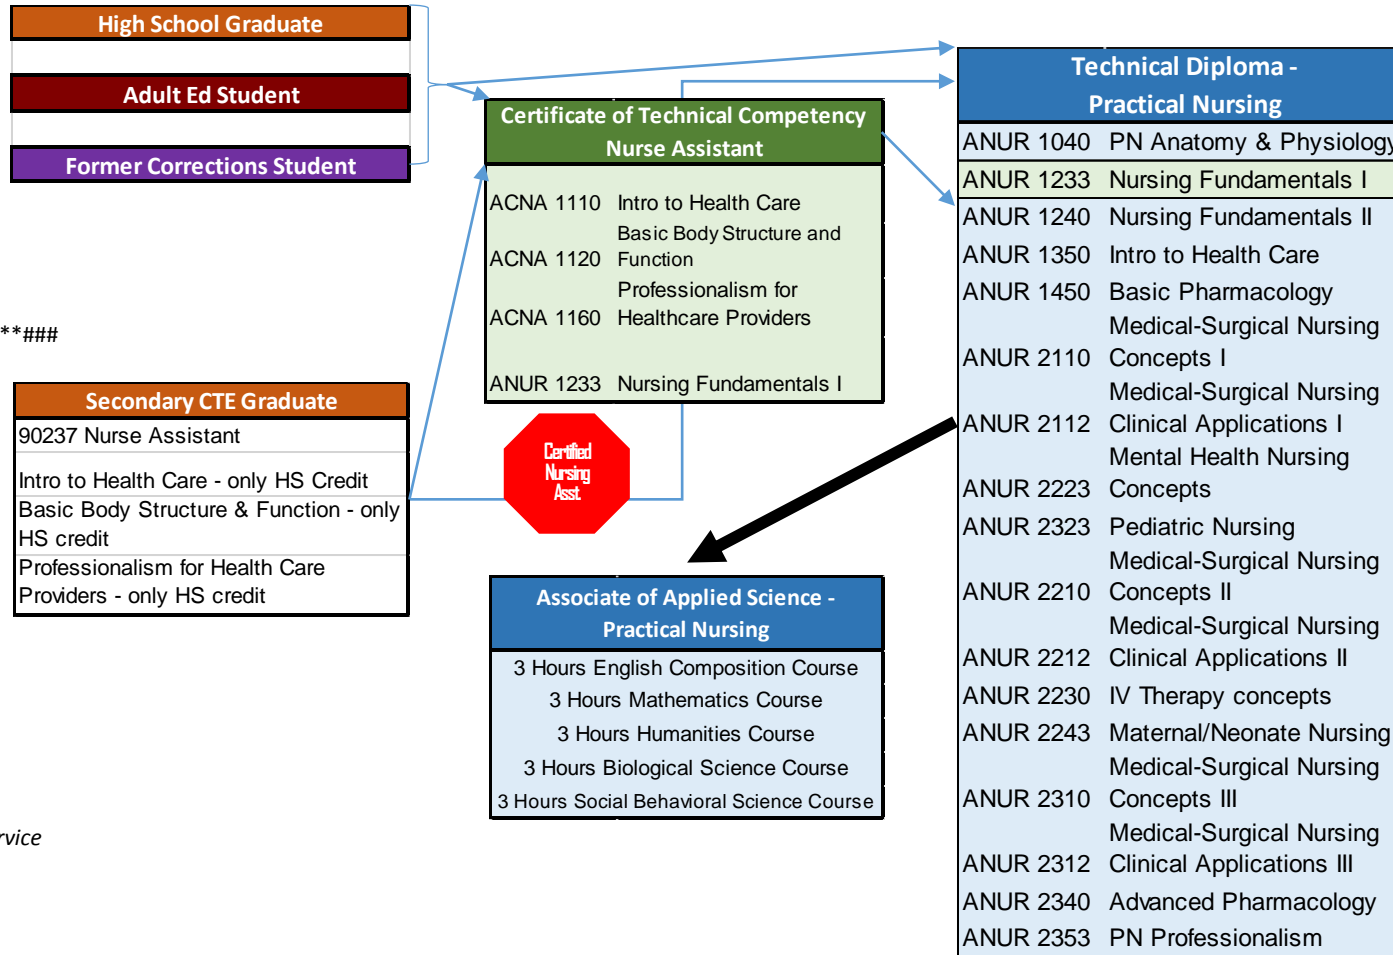 High School Graduate
Adult Ed Student
Former Corrections Student
**###
Secondary CTE Graduate
90237 Nurse Assistant
Intro to Health Care - only HS Credit
Basic Body Structure & Function - only
HS credit
Professionalism for Health Care
Providers - only HS credit
rvice
Certificate of Technical Competency
Nurse Assistant
ACNA 1110 Intro to Health Care
Basic Body Structure and
ACNA 1120 Function
Professionalism for
ACNA 1160 Healthcare Providers
ANUR 1233 Nursing Fundamentals I
Certified
Nursing
Asst.
Associate of Applied Science -
Practical Nursing
3 Hours English Composition Course
3 Hours Mathematics Course
3 Hours Humanities Course
3 Hours Biological Science Course
3 Hours Social Behavioral Science Course
Technical Diploma -
Practical Nursing
ANUR 1040 PN Anatomy & Physiology
ANUR 1233 Nursing Fundamentals I
ANUR 1240 Nursing Fundamentals II
ANUR 1350 Intro to Health Care
ANUR 1450 Basic Pharmacology
Medical-Surgical Nursing
ANUR 2110 Concepts I
Medical-Surgical Nursing
ANUR 2112 Clinical Applications I
Mental Health Nursing
ANUR 2223 Concepts
ANUR 2323 Pediatric Nursing
Medical-Surgical Nursing
ANUR 2210 Concepts II
Medical-Surgical Nursing
ANUR 2212 Clinical Applications II
ANUR 2230 IV Therapy concepts
ANUR 2243 Maternal/Neonate Nursing
Medical-Surgical Nursing
ANUR 2310 Concepts III
Medical-Surgical Nursing
ANUR 2312 Clinical Applications III
ANUR 2340 Advanced Pharmacology
ANUR 2353 PN Professionalism